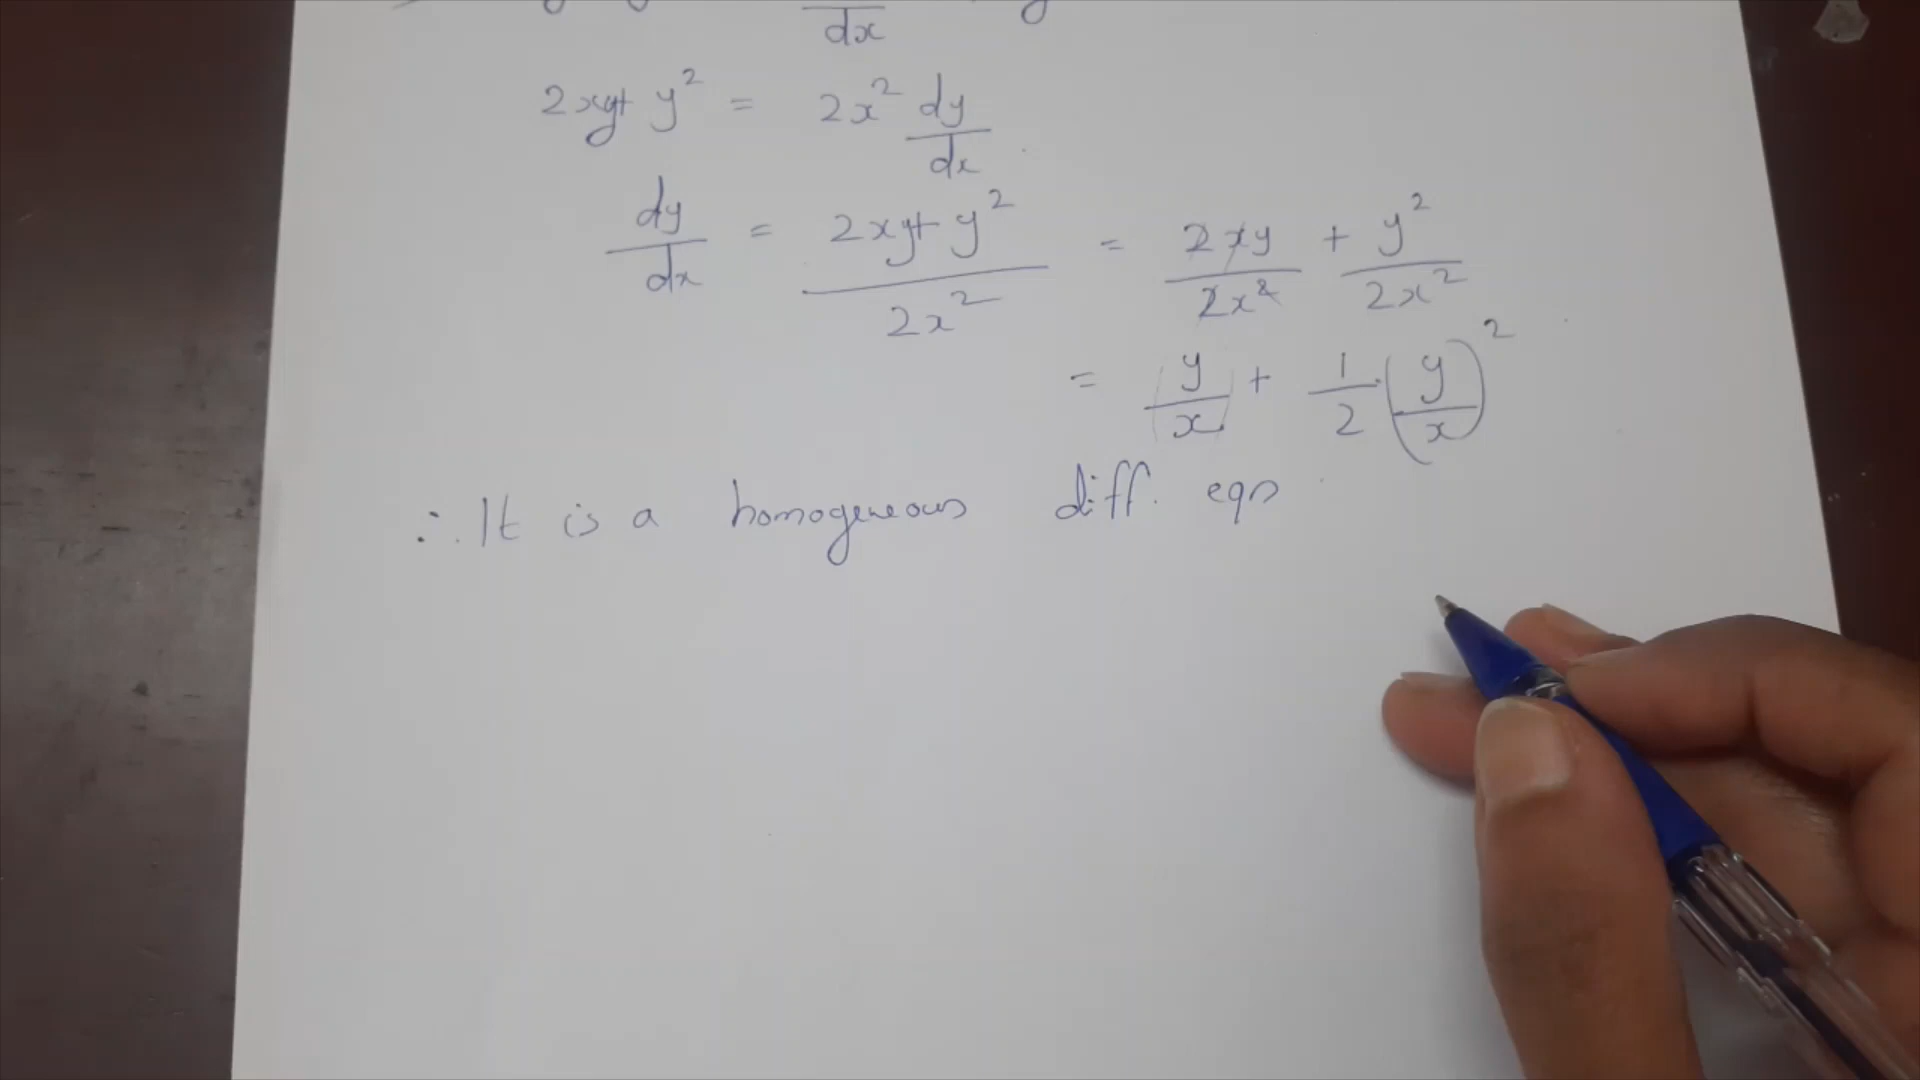 dx
2xy + y² = 2x² dy/dx
dy/dx = (2xy + y²)/(2x²) = 2xy/2x² + y²/2x²
= y/x + 1/2 · (y/x)²
∴ It is a homogeneous diff. eqn